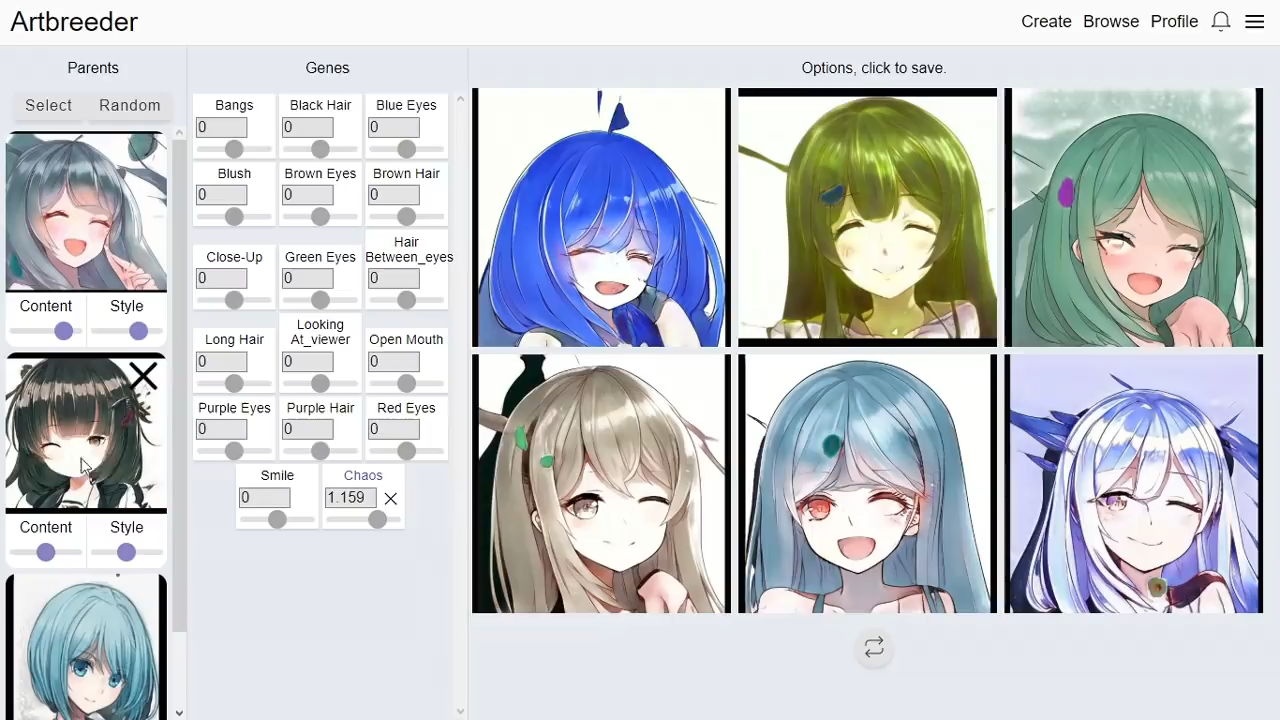 Artbreeder
Create Browse Profile
Parents
Genes
Options, click to save.
Select Random
Content Style
Content Style
Bangs Black Hair Blue Eyes
0 0 0
Blush Brown Eyes Brown Hair
0 0 0
Close-Up Green Eyes Hair Between_eyes
0 0 0
Long Hair Looking At_viewer Open Mouth
0 0 0
Purple Eyes Purple Hair Red Eyes
0 0 0
Smile Chaos
0 1.159